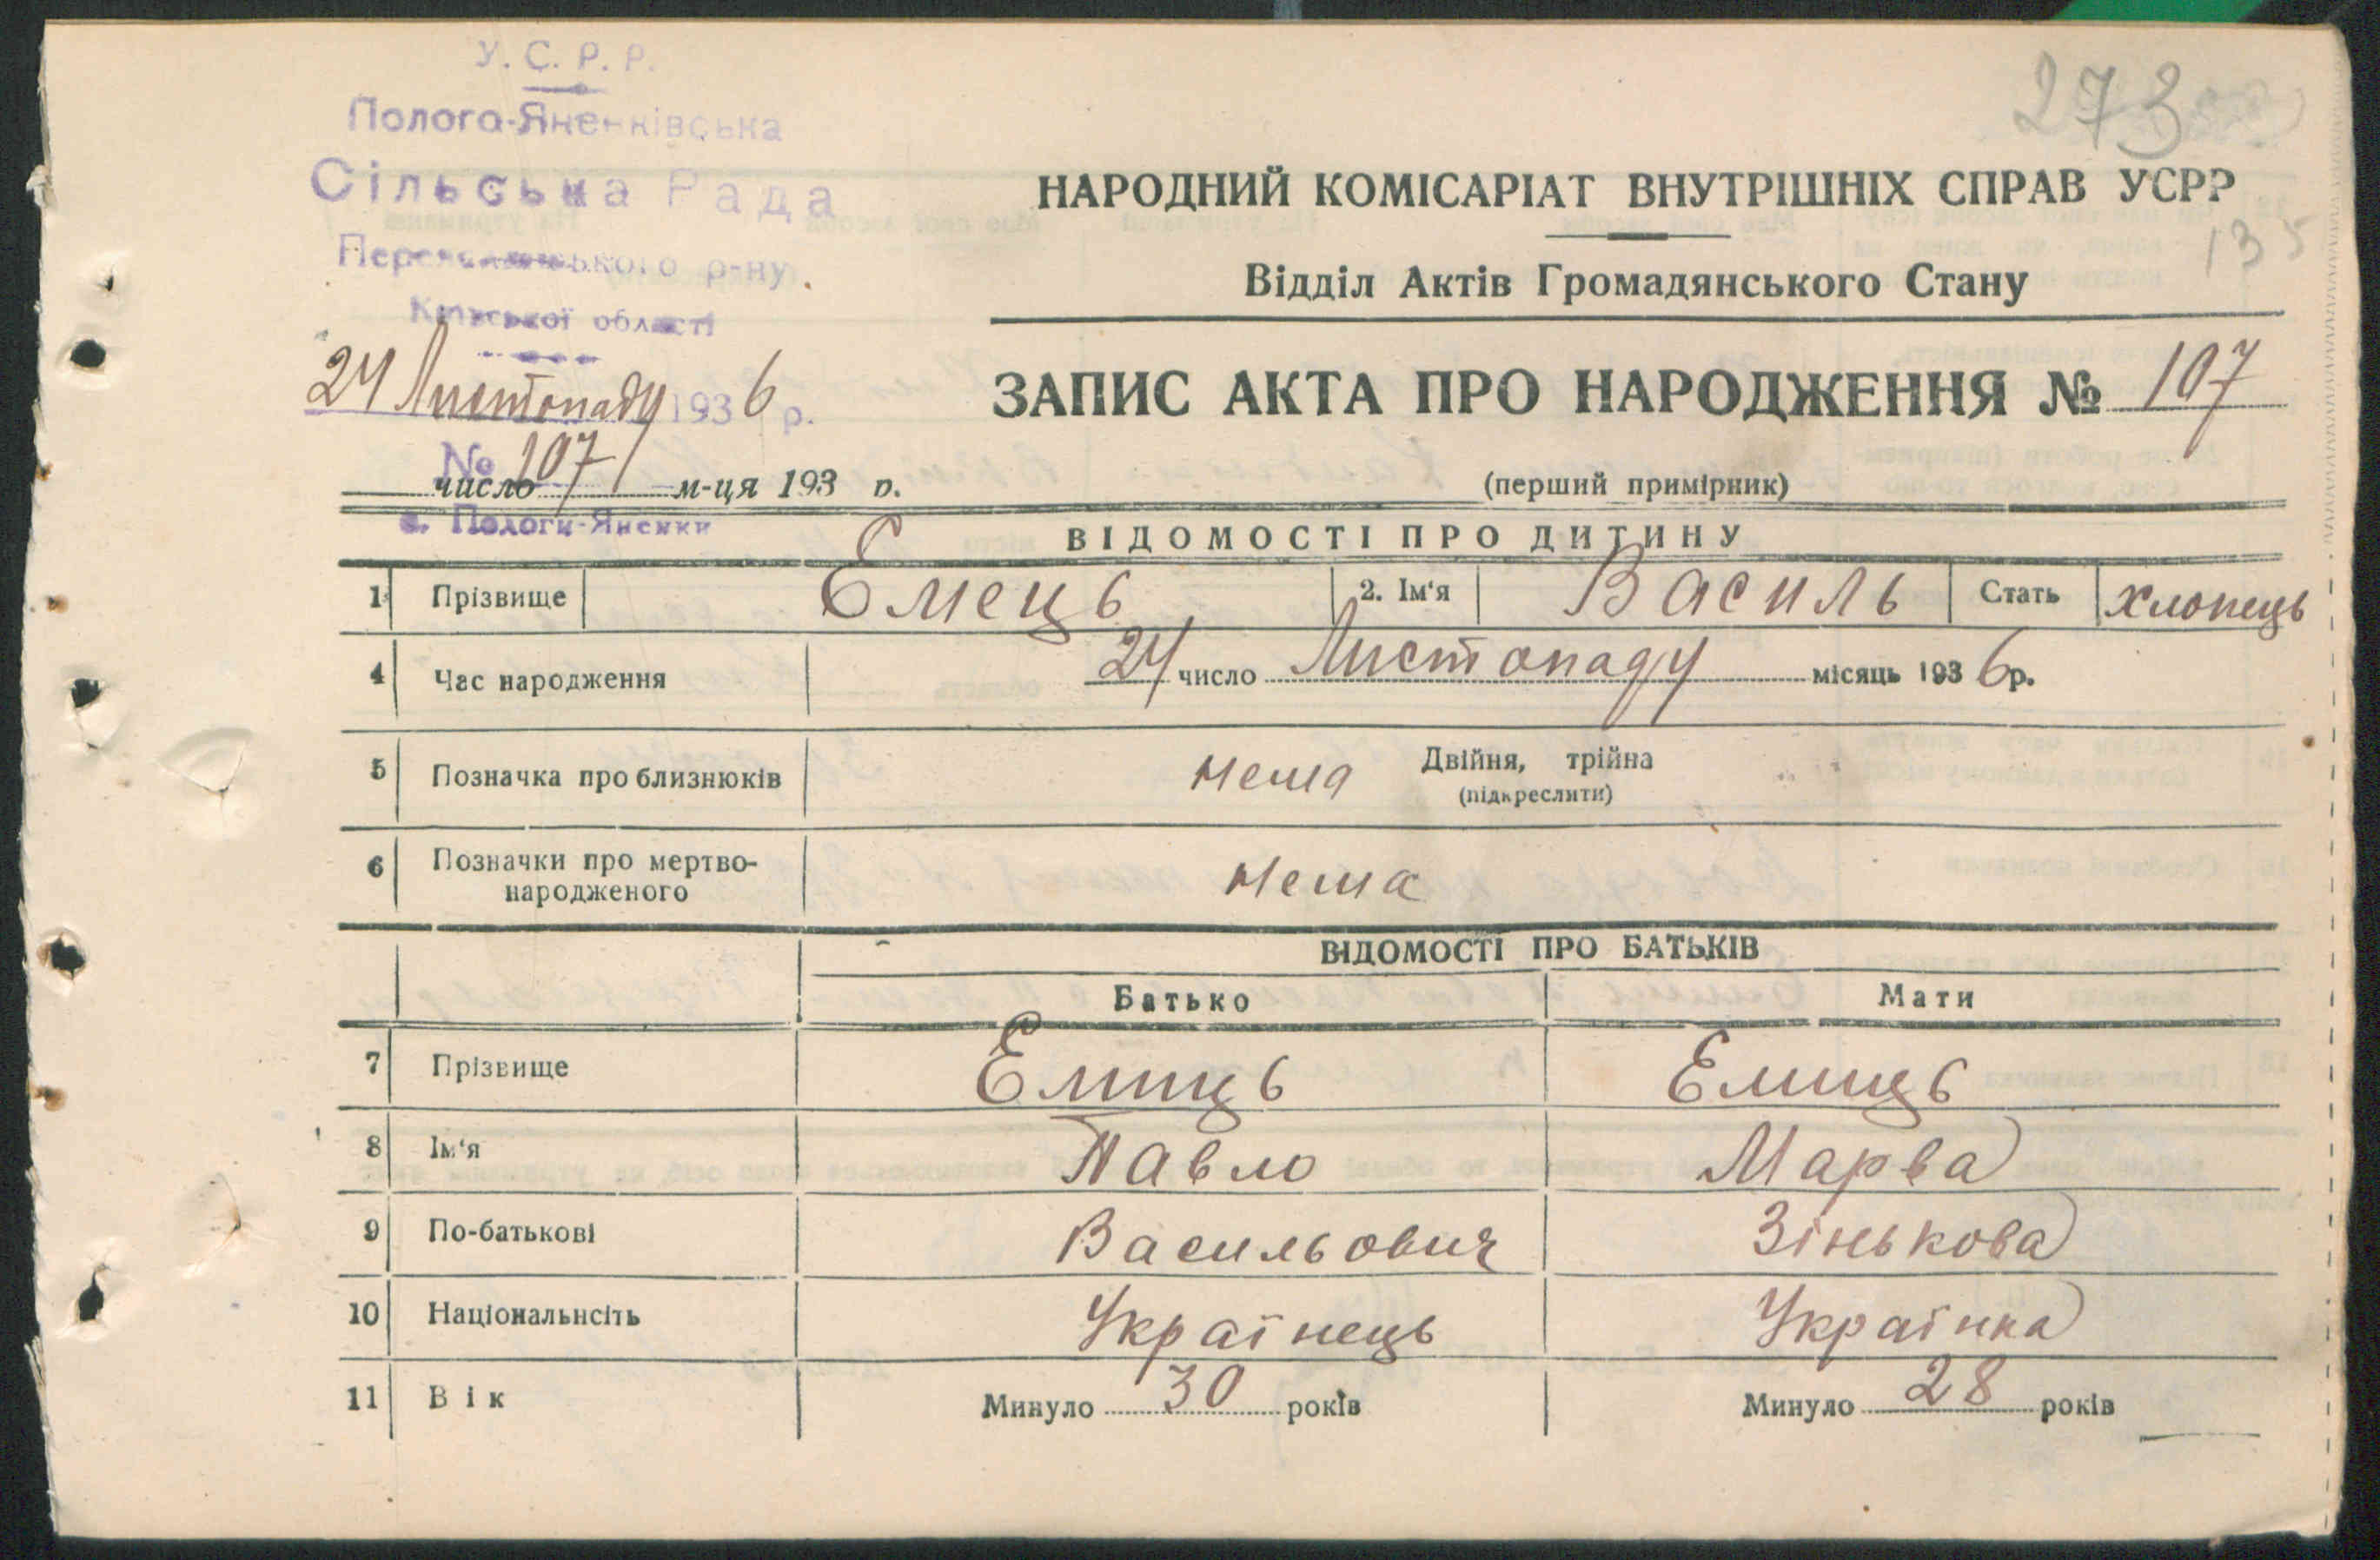 У. С. Р. Р.
Полого-Яненківська
Сільська Рада
р-ну.
Київської області
24 Листопаду 1936 р.
№ 107
число м-ця 193 р.
с. Пологи-Яненки
273
135
НАРОДНИЙ КОМІСАРІАТ ВНУТРІШНІХ СПРАВ УСРР
Відділ Актів Громадянського Стану
ЗАПИС АКТА ПРО НАРОДЖЕННЯ № 107
(перший примірник)
ВІДОМОСТІ ПРО ДИТИНУ
1 Прізвище Емець 2. Ім'я Василь Стать хлопець
4 Час народження 24 число Листопаду місяць 1936 р.
5 Позначка про близнюків нема Двійня, трійна
(підкреслити)
6 Позначки про мертво-
народженого нема
ВІДОМОСТІ ПРО БАТЬКІВ
Батько Мати
7 Прізвище Емиць Емиць
8 Ім'я Павло Марва
9 По-батькові Васильович Зінькова
10 Національнсіть Українець Українка
11 Вік Минуло 30 років Минуло 28 років